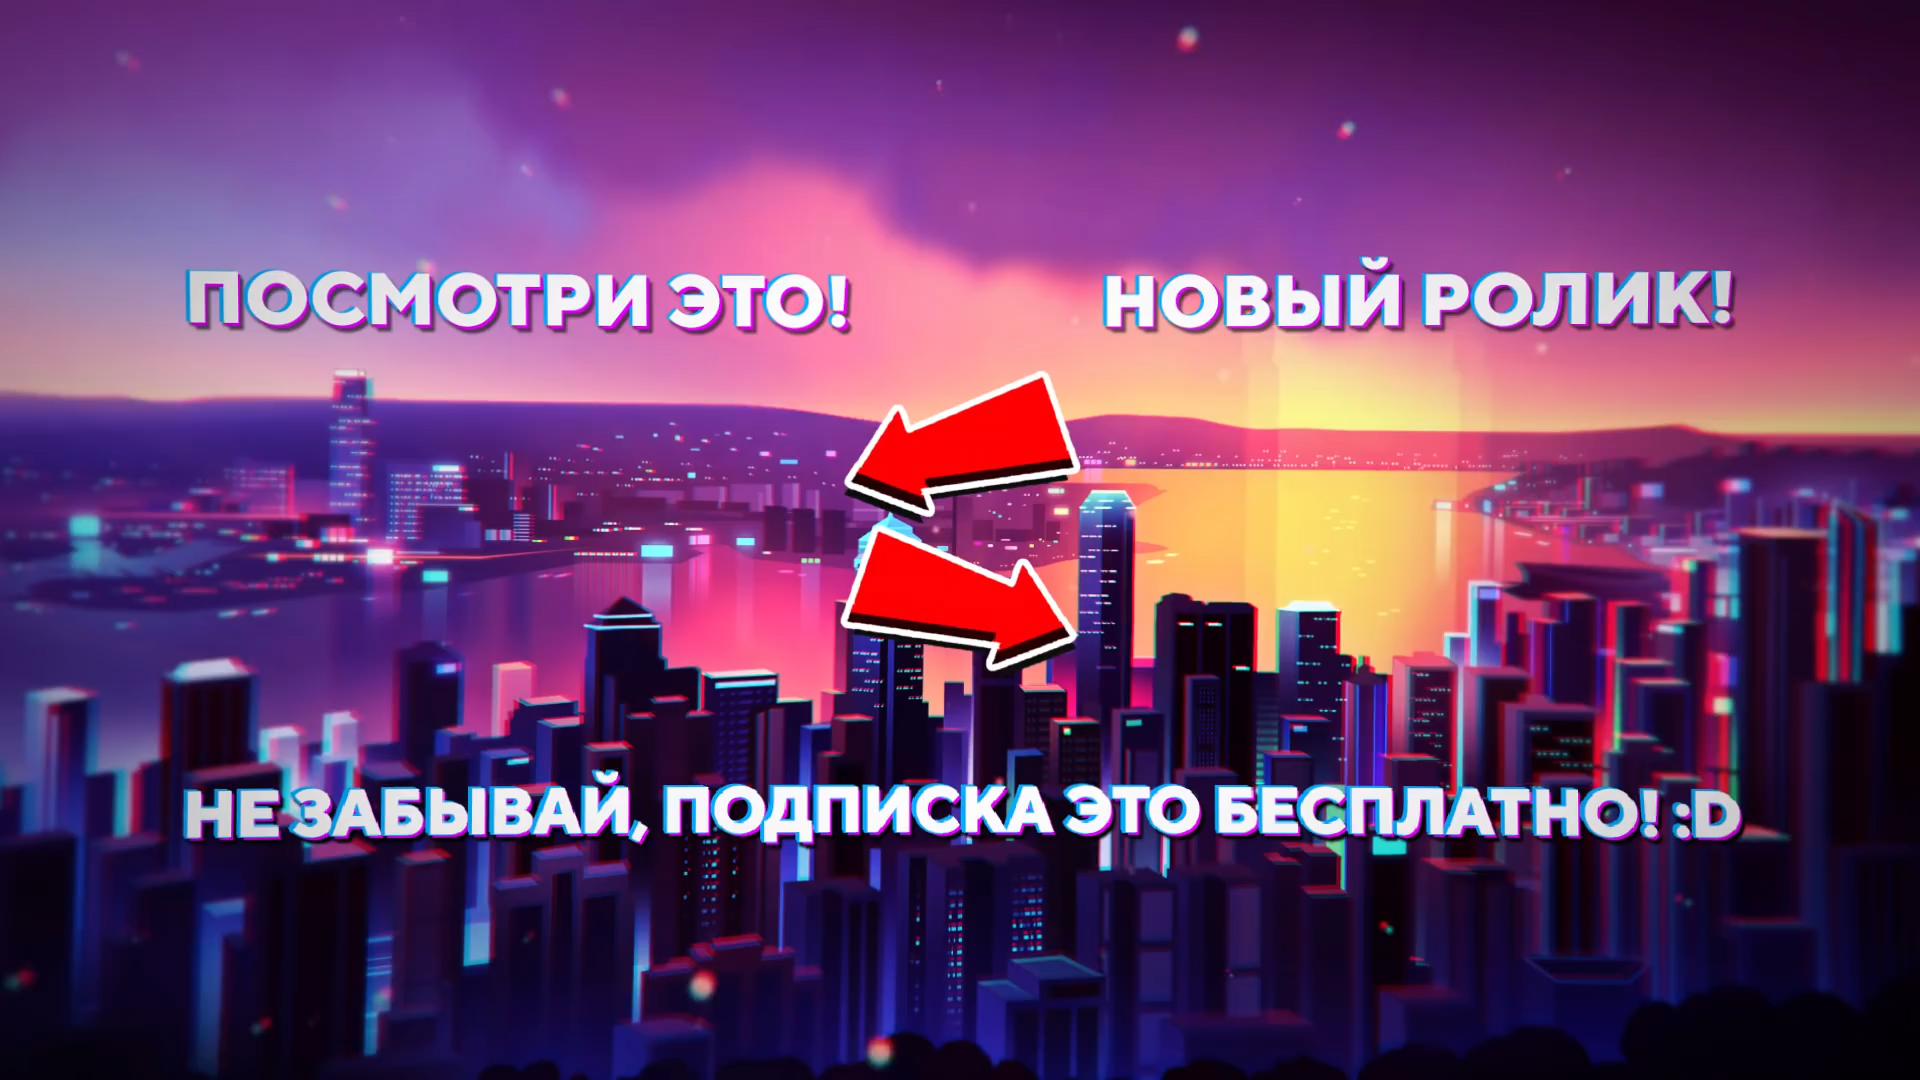 ПОСМОТРИ ЭТО!
НОВЫЙ РОЛИК!
НЕ ЗАБЫВАЙ, ПОДПИСКА ЭТО БЕСПЛАТНО! :D